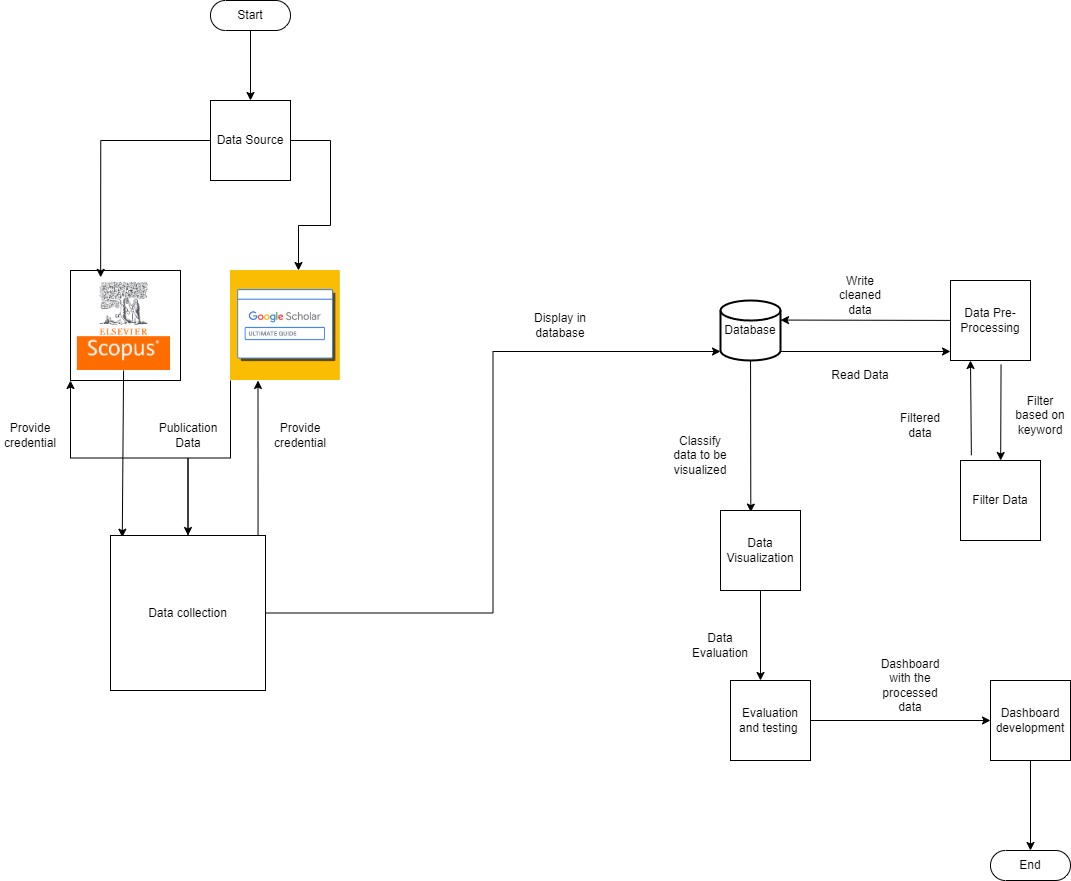 Start
Data Source
ELSEVIER
Scopus
Google Scholar
ULTIMATE GUIDE
Provide
credential
Publication
Data
Provide
credential
Data collection
Display in
database
Database
Write
cleaned
data
Read Data
Data Pre-
Processing
Filtered
data
Filter
based on
keyword
Filter Data
Classify
data to be
visualized
Data
Visualization
Data
Evaluation
Evaluation
and testing
Dashboard
with the
processed
data
Dashboard
development
End